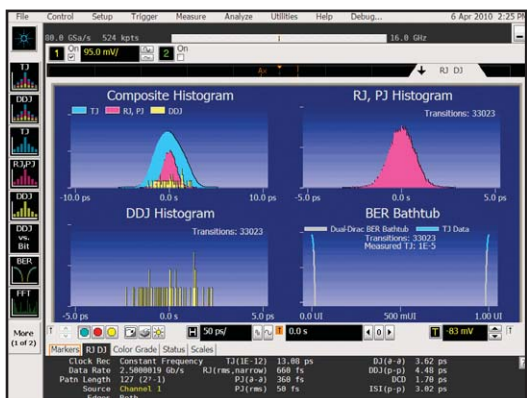 File Control Setup Trigger Measure Analyze Utilities Help Debug... 6 Apr 2010 2:25 PM
80.0 GSa/s 524 kpts 16.0 GHz
1 On 95.0 mV/ 2 On
RJ DJ
TJ
DDJ
TJ
RJ,PJ
DDJ
DDJ vs. Bit
BER
FFT
More (1 of 2)
Composite Histogram
TJ RJ, PJ DDJ
-10.0 ps 0.0 s 10.0 ps
RJ, PJ Histogram
Transitions: 33023
-5.0 ps 0.0 s 5.0 ps
DDJ Histogram
Transitions: 33023
-5.0 ps 0.0 s 5.0 ps
BER Bathtub
Dual-Dirac BER Bathtub TJ Data
Transitions: 33023
Measured TJ: 1E-5
0.0 UI 500 mUI 1.00 UI
H 50 ps/ 0.0 s 0 T -83 mV
Markers RJ DJ Color Grade Status Scales
Clock Rec Constant Frequency TJ(1E-12) 13.08 ps DJ(∂-∂) 3.62 ps
Data Rate 2.5000019 Gb/s RJ(rms,narrow) 660 fs DDJ(p-p) 4.48 ps
Patn Length 127 (2⁷-1) PJ(∂-∂) 360 fs DCD 1.70 ps
Source Channel 1 PJ(rms) 50 fs ISI(p-p) 3.02 ps
Edges Both